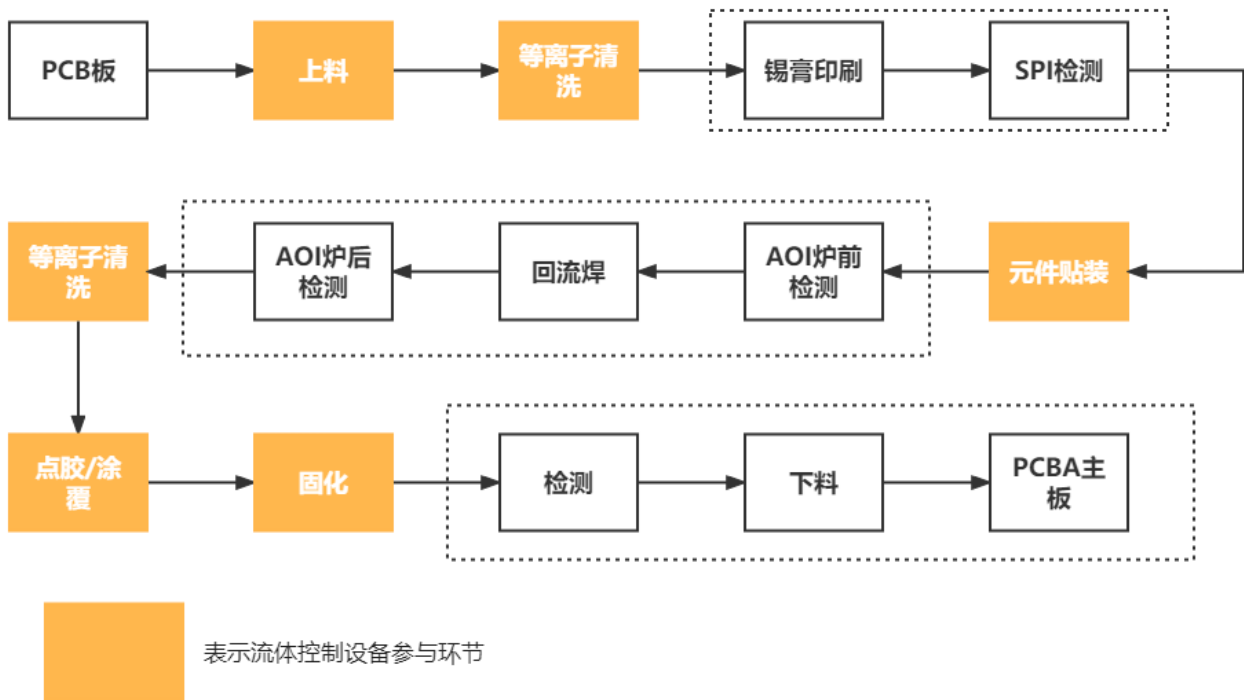 PCB板
上料
等离子清
洗
锡膏印刷
SPI检测
等离子清
洗
AOI炉后
检测
回流焊
AOI炉前
检测
元件贴装
点胶/涂
覆
固化
检测
下料
PCBA主
板
表示流体控制设备参与环节